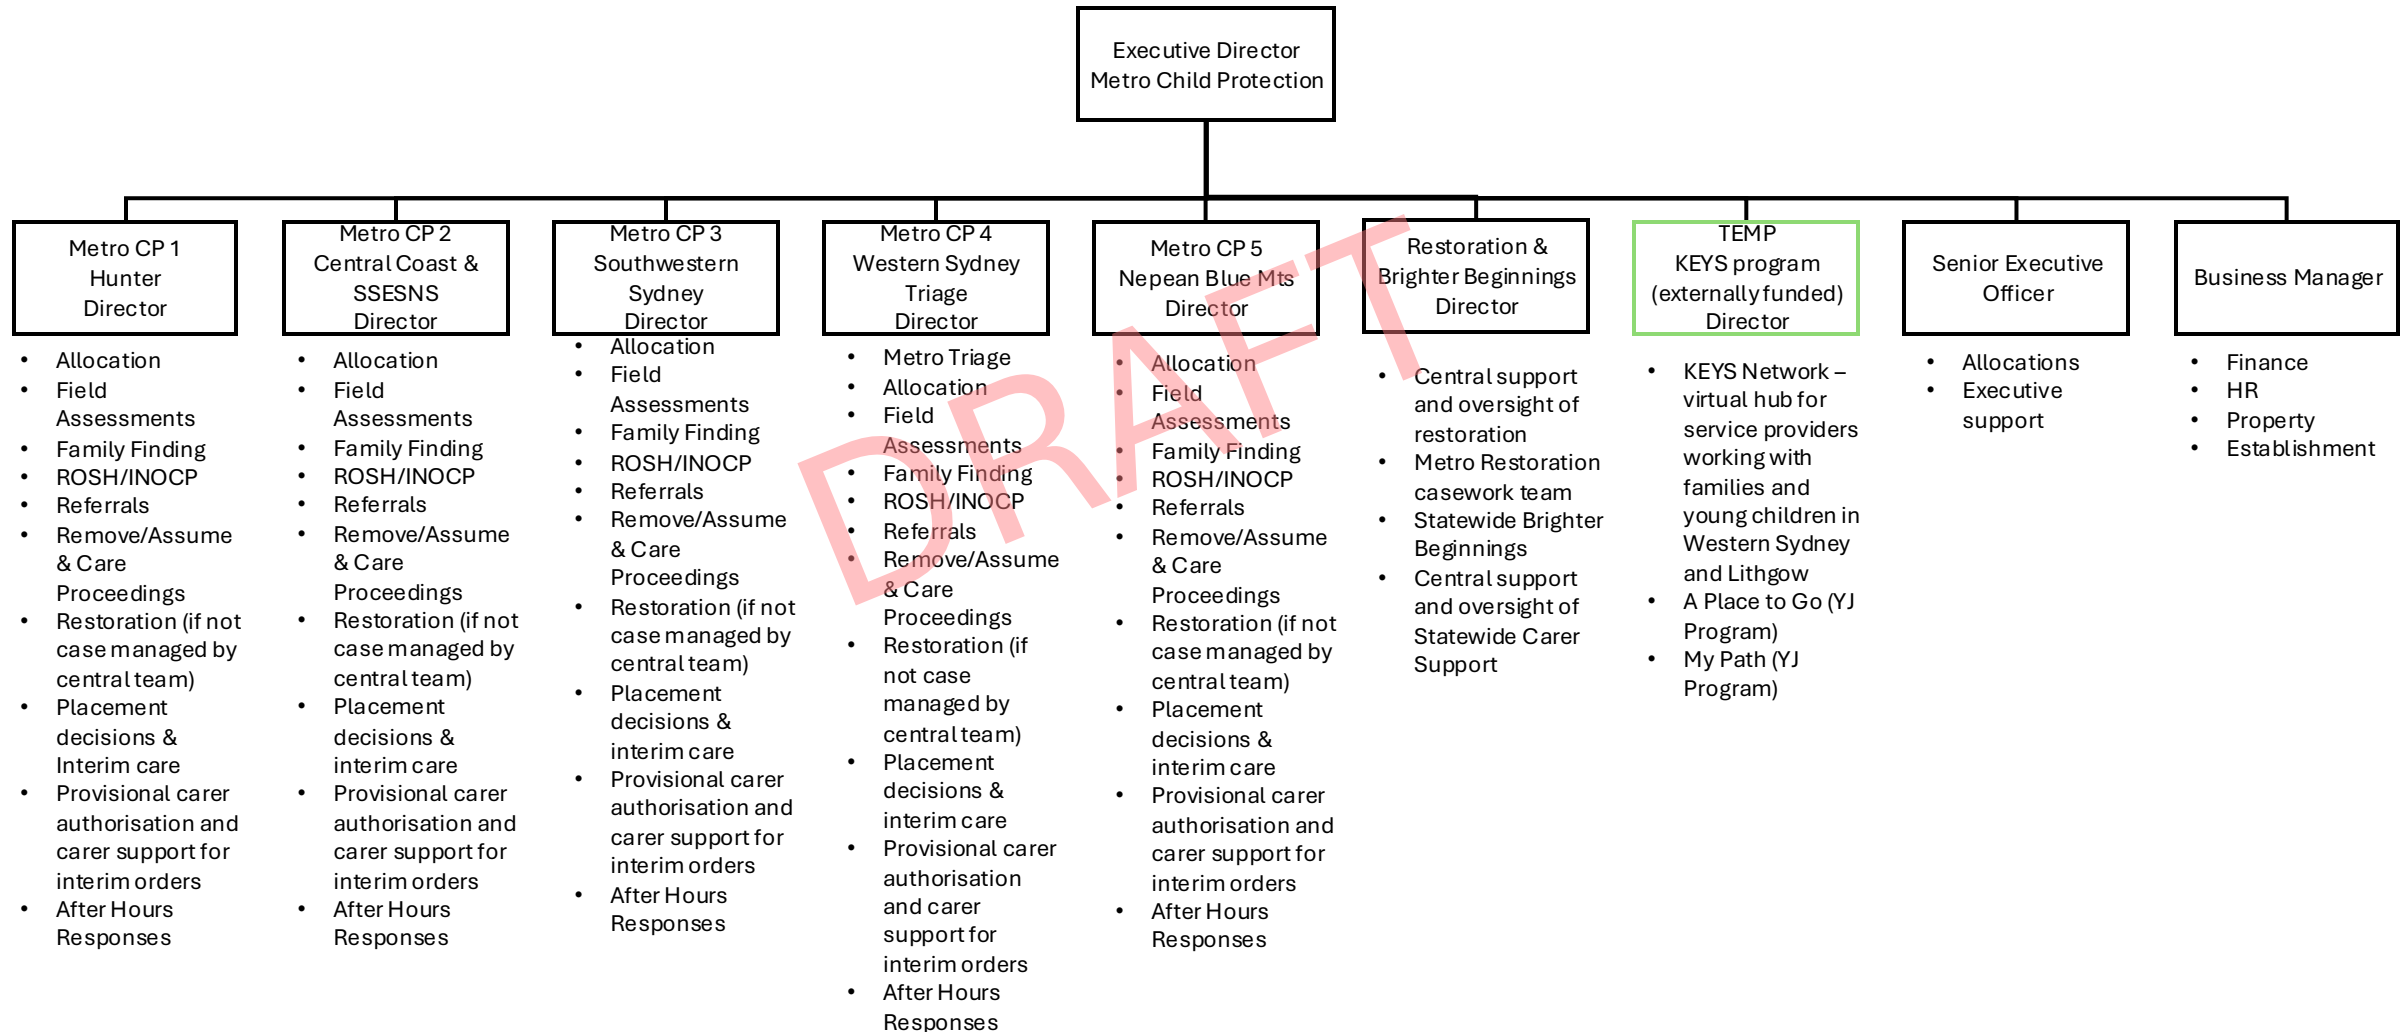 Executive Director
Metro Child Protection
Metro CP 1
Hunter
Director
• Allocation
• Field
Assessments
• Family Finding
• ROSH/INOCP
• Referrals
• Remove/Assume
& Care
Proceedings
• Restoration (if not
case managed by
central team)
• Placement
decisions &
Interim care
• Provisional carer
authorisation and
carer support for
interim orders
• After Hours
Responses
Metro CP 2
Central Coast &
SSESNS
Director
• Allocation
• Field
Assessments
• Family Finding
• ROSH/INOCP
• Referrals
• Remove/Assume
& Care
Proceedings
• Restoration (if not
case managed by
central team)
• Placement
decisions &
interim care
• Provisional carer
authorisation and
carer support for
interim orders
• After Hours
Responses
Metro CP 3
Southwestern
Sydney
Director
• Allocation
• Field
Assessments
• Family Finding
• ROSH/INOCP
• Referrals
• Remove/Assume
& Care
Proceedings
• Restoration (if not
case managed by
central team)
• Placement
decisions &
interim care
• Provisional carer
authorisation and
carer support for
interim orders
• After Hours
Responses
Metro CP 4
Western Sydney
Triage
Director
• Metro Triage
• Allocation
• Field
Assessments
• Family Finding
• ROSH/INOCP
• Referrals
• Remove/Assume
& Care
Proceedings
• Restoration (if
not case
managed by
central team)
• Placement
decisions &
interim care
• Provisional carer
authorisation
and carer
support for
interim orders
• After Hours
Responses
Metro CP 5
Nepean Blue Mts
Director
• Allocation
• Field
Assessments
• Family Finding
• ROSH/INOCP
• Referrals
• Remove/Assume
& Care
Proceedings
• Restoration (if not
case managed by
central team)
• Placement
decisions &
interim care
• Provisional carer
authorisation and
carer support for
interim orders
• After Hours
Responses
Restoration &
Brighter Beginnings
Director
• Central support
and oversight of
restoration
• Metro Restoration
casework team
• Statewide Brighter
Beginnings
• Central support
and oversight of
Statewide Carer
Support
TEMP
KEYS program
(externally funded)
Director
• KEYS Network –
virtual hub for
service providers
working with
families and
young children in
Western Sydney
and Lithgow
• A Place to Go (YJ
Program)
• My Path (YJ
Program)
Senior Executive
Officer
• Allocations
• Executive
support
Business Manager
• Finance
• HR
• Property
• Establishment
DRAFT